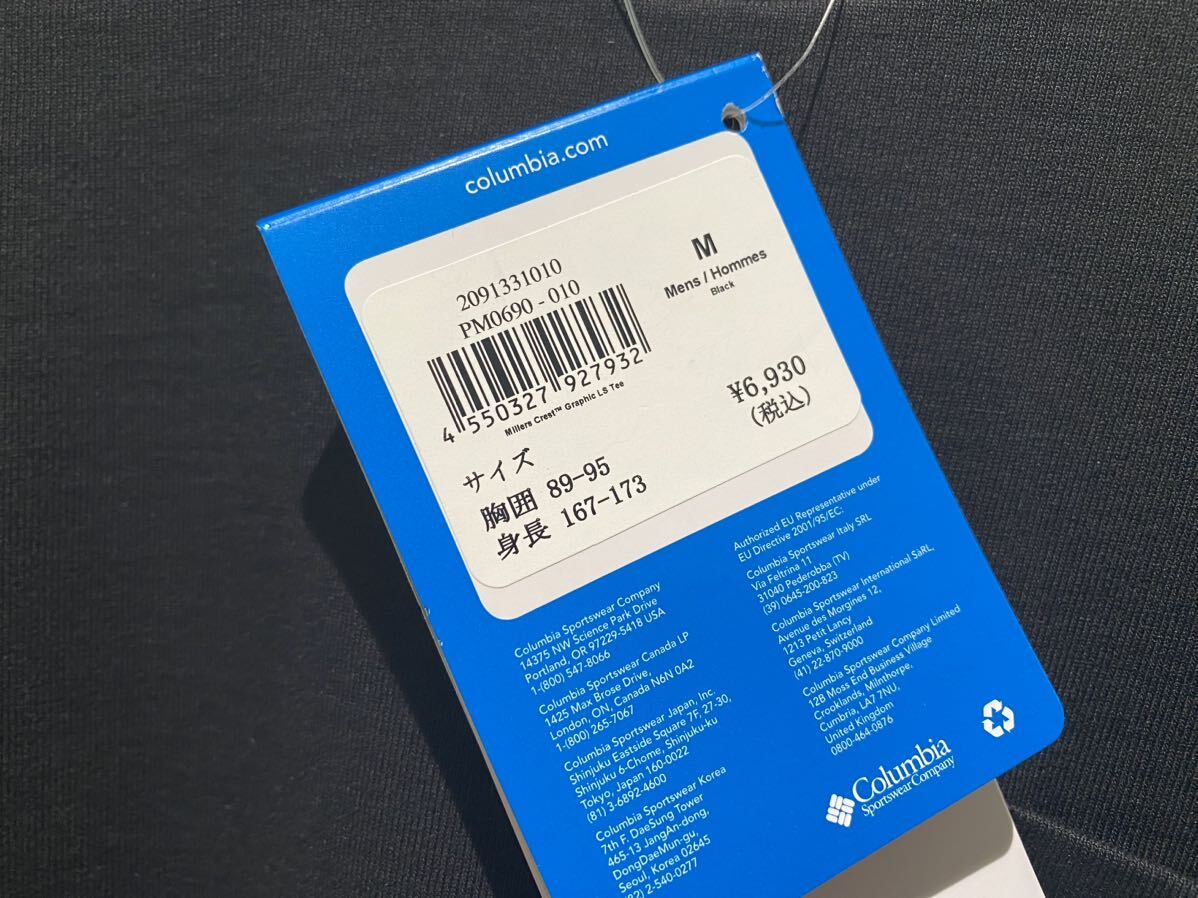 columbia.com
2091331010
PM0690 - 010
4 550327 927932
Millers Crest™ Graphic LS Tee
M
Mens / Hommes
Black
¥6,930
(税込)
サイズ
胸囲 89-95
身長 167-173
Columbia Sportswear Company
14375 NW Science Park Drive
Portland, OR 97229-5418 USA
1-(800) 547-8066
Columbia Sportswear Canada LP
1425 Max Brose Drive,
London, ON, Canada N6N 0A2
1-(800) 265-7067
Columbia Sportswear Japan, Inc.
Shinjuku Eastside Square 7F, 27-30,
Shinjuku 6-Chome, Shinjuku-ku
Tokyo, Japan 160-0022
(81) 3-6892-4600
Columbia Sportswear Korea
7th F. DaeSung Tower
465-13 JangAn-dong,
DongDaeMun-gu,
Seoul, Korea 02645
(82) 2-540-0277
Authorized EU Representative under
EU Directive 2001/95/EC:
Columbia Sportswear Italy SRL
Via Feltrina 11
31040 Pederobba (TV)
(39) 0645-200-823
Columbia Sportswear International SàRL,
Avenue des Morgines 12,
1213 Petit Lancy
Geneva, Switzerland
(41) 22-870-9000
Columbia Sportswear Company Limited
12B Moss End Business Village
Crooklands, Milnthorpe,
Cumbria, LA7 7NU,
United Kingdom
0800-464-0876
Columbia
Sportswear Company